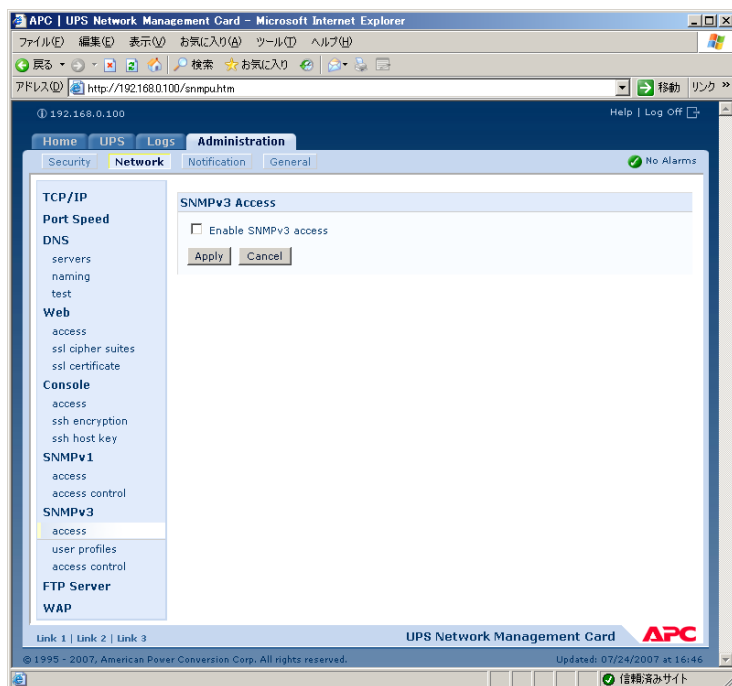 APC | UPS Network Management Card - Microsoft Internet Explorer
ファイル(F) 編集(E) 表示(V) お気に入り(A) ツール(T) ヘルプ(H)
戻る 検索 お気に入り
アドレス(D) http://192.168.0.100/snmpu.htm 移動 リンク »
192.168.0.100 Help | Log Off
Home UPS Logs Administration
Security Network Notification General No Alarms
TCP/IP
Port Speed
DNS
servers
naming
test
Web
access
ssl cipher suites
ssl certificate
Console
access
ssh encryption
ssh host key
SNMPv1
access
access control
SNMPv3
access
user profiles
access control
FTP Server
WAP
SNMPv3 Access
Enable SNMPv3 access
Apply Cancel
Link 1 | Link 2 | Link 3 UPS Network Management Card APC
© 1995 - 2007, American Power Conversion Corp. All rights reserved. Updated: 07/24/2007 at 16:46
信頼済みサイト